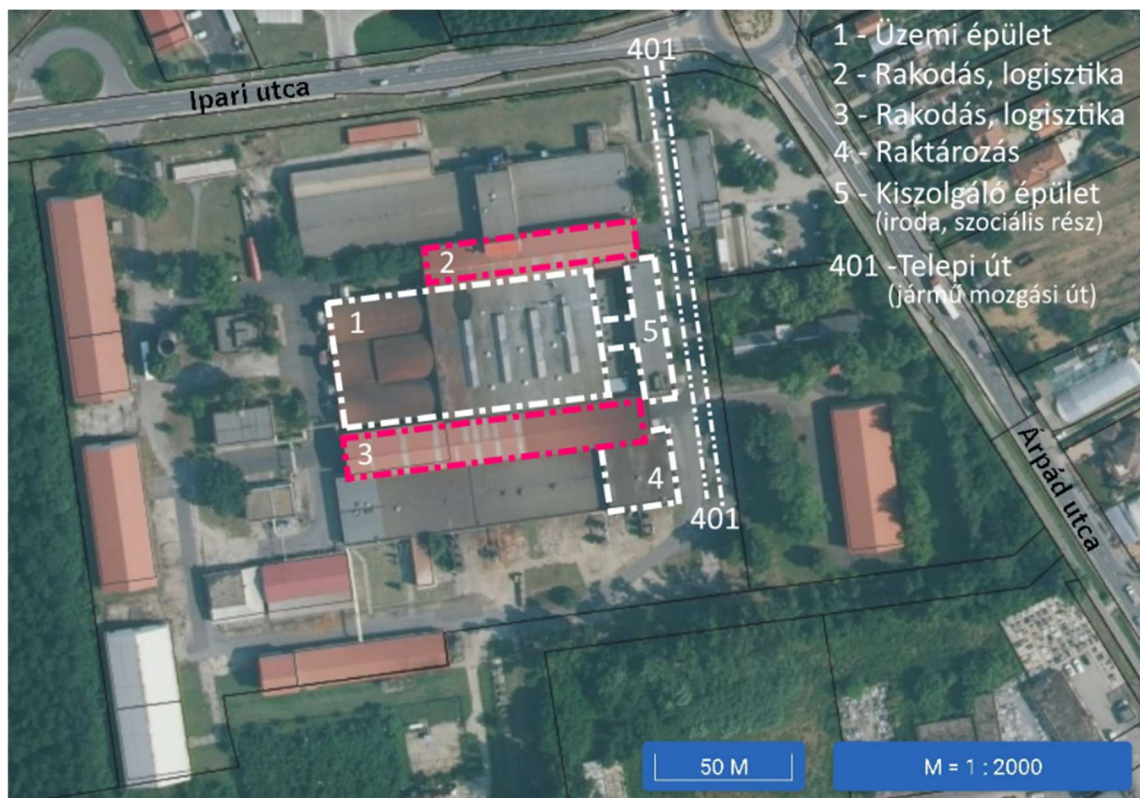 401
1 - Üzemi épület
Ipari utca
2 - Rakodás, logisztika
3 - Rakodás, logisztika
4 - Raktározás
5 - Kiszolgáló épület
(iroda, szociális rész)
401 -Telepi út
(jármű mozgási út)
2
1
5
3
4
401
Árpád utca
50 M
M = 1 : 2000